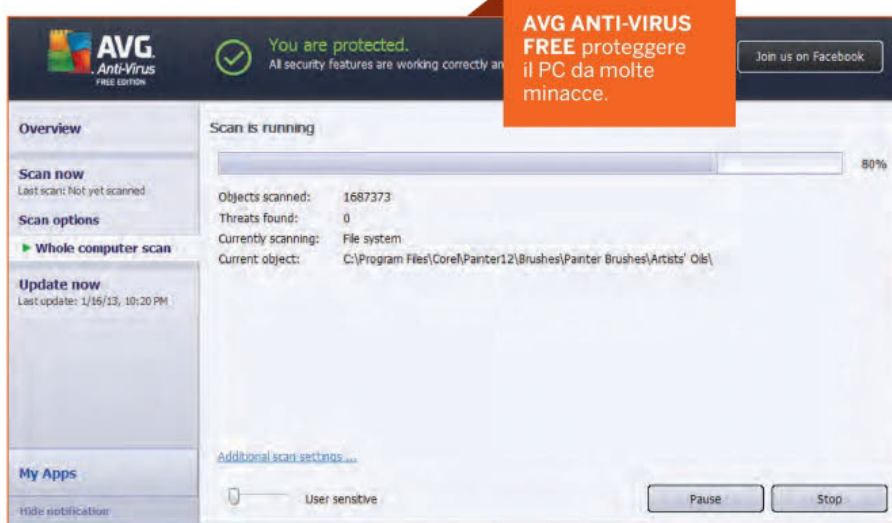 AVG
Anti-Virus
FREE EDITION
You are protected.
All security features are working correctly an
AVG ANTI-VIRUS
FREE proteggere
il PC da molte
minacce.
Join us on Facebook
Overview
Scan now
Last scan: Not yet scanned
Scan options
Whole computer scan
Update now
Last update: 1/16/13, 10:20 PM
My Apps
Hide notification
Scan is running
80%
Objects scanned: 1687373
Threats found: 0
Currently scanning: File system
Current object: C:\Program Files\Corel\Painter12\Brushes\Painter Brushes\Artists' Oils\
Additional scan settings ...
User sensitive
Pause
Stop